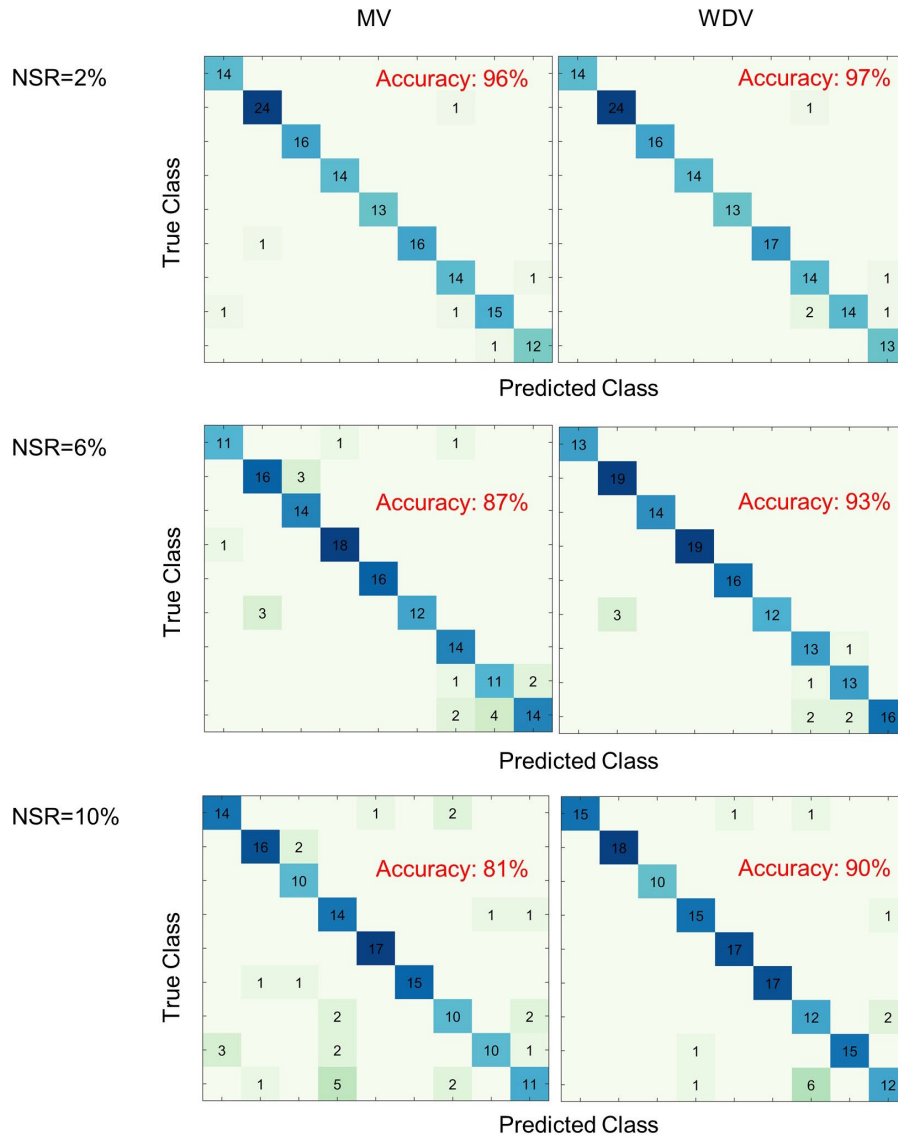 MV WDV
NSR=2%
14 Accuracy: 96% 14 Accuracy: 97%
24 1 24 1
16 16
14 14
13 13
1 16 17
14 1 14 1
1 1 15 2 14 1
1 12 13
True Class
Predicted Class
NSR=6%
11 1 1 13
16 3 19
14 Accuracy: 87% 14 Accuracy: 93%
1 18 19
16 16
3 12 3 12
14 13 1
1 11 2 1 13
2 4 14 2 2 16
True Class
Predicted Class
NSR=10%
14 1 2 15 1 1
16 2 18
10 Accuracy: 81% 10 Accuracy: 90%
14 1 1 15 1
17 17
1 1 15 17
2 10 2 12 2
3 2 10 1 1 15
1 5 2 11 1 6 12
True Class
Predicted Class